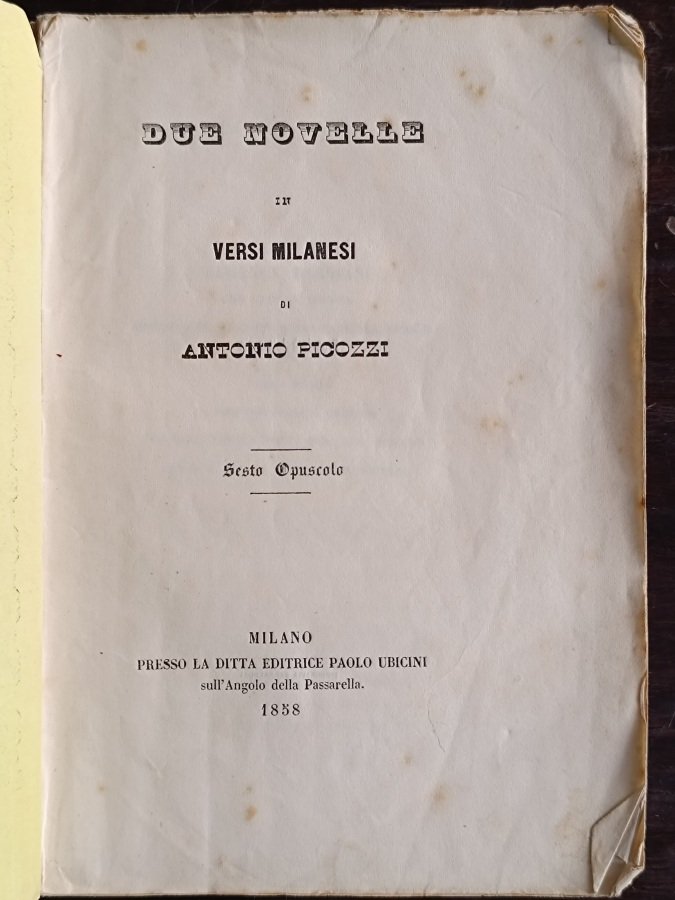 DUE NOVELLE
IN
VERSI MILANESI
DI
ANTONIO PICOZZI
Sesto Opuscolo
MILANO
PRESSO LA DITTA EDITRICE PAOLO UBICINI
sull'Angolo della Passarella.
1858